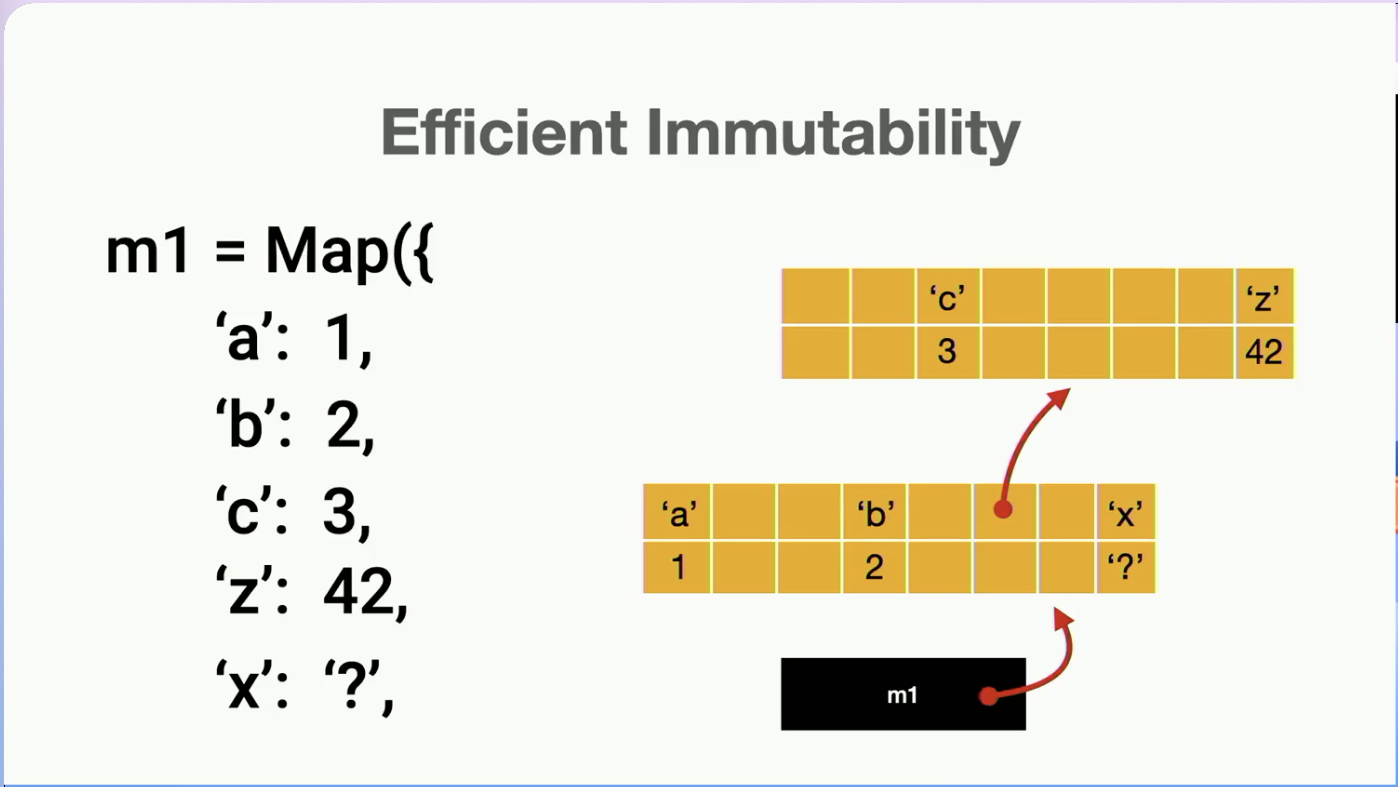 Efficient Immutability
m1 = Map({
‘a’: 1,
‘b’: 2,
‘c’: 3,
‘z’: 42,
‘x’: ‘?’,
‘c’ ‘z’
3 42
‘a’ ‘b’ ‘x’
1 2 ‘?’
m1